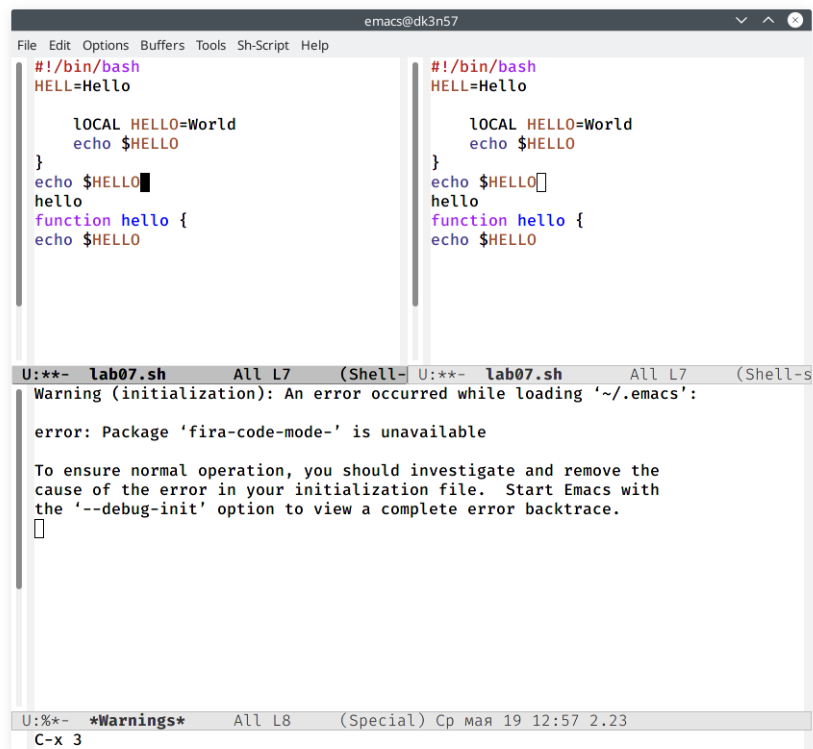 emacs@dk3n57
File Edit Options Buffers Tools Sh-Script Help
#!/bin/bash
HELL=Hello
lOCAL HELLO=World
echo $HELLO
}
echo $HELLO
hello
function hello {
echo $HELLO
U:**- lab07.sh All L7 (Shell-
#!/bin/bash
HELL=Hello
lOCAL HELLO=World
echo $HELLO
}
echo $HELLO
hello
function hello {
echo $HELLO
U:**- lab07.sh All L7 (Shell-s
Warning (initialization): An error occurred while loading ‘~/.emacs’:
error: Package ‘fira-code-mode-’ is unavailable
To ensure normal operation, you should investigate and remove the
cause of the error in your initialization file. Start Emacs with
the ‘--debug-init’ option to view a complete error backtrace.
U:%*- *Warnings* All L8 (Special) Ср мая 19 12:57 2.23
C-x 3